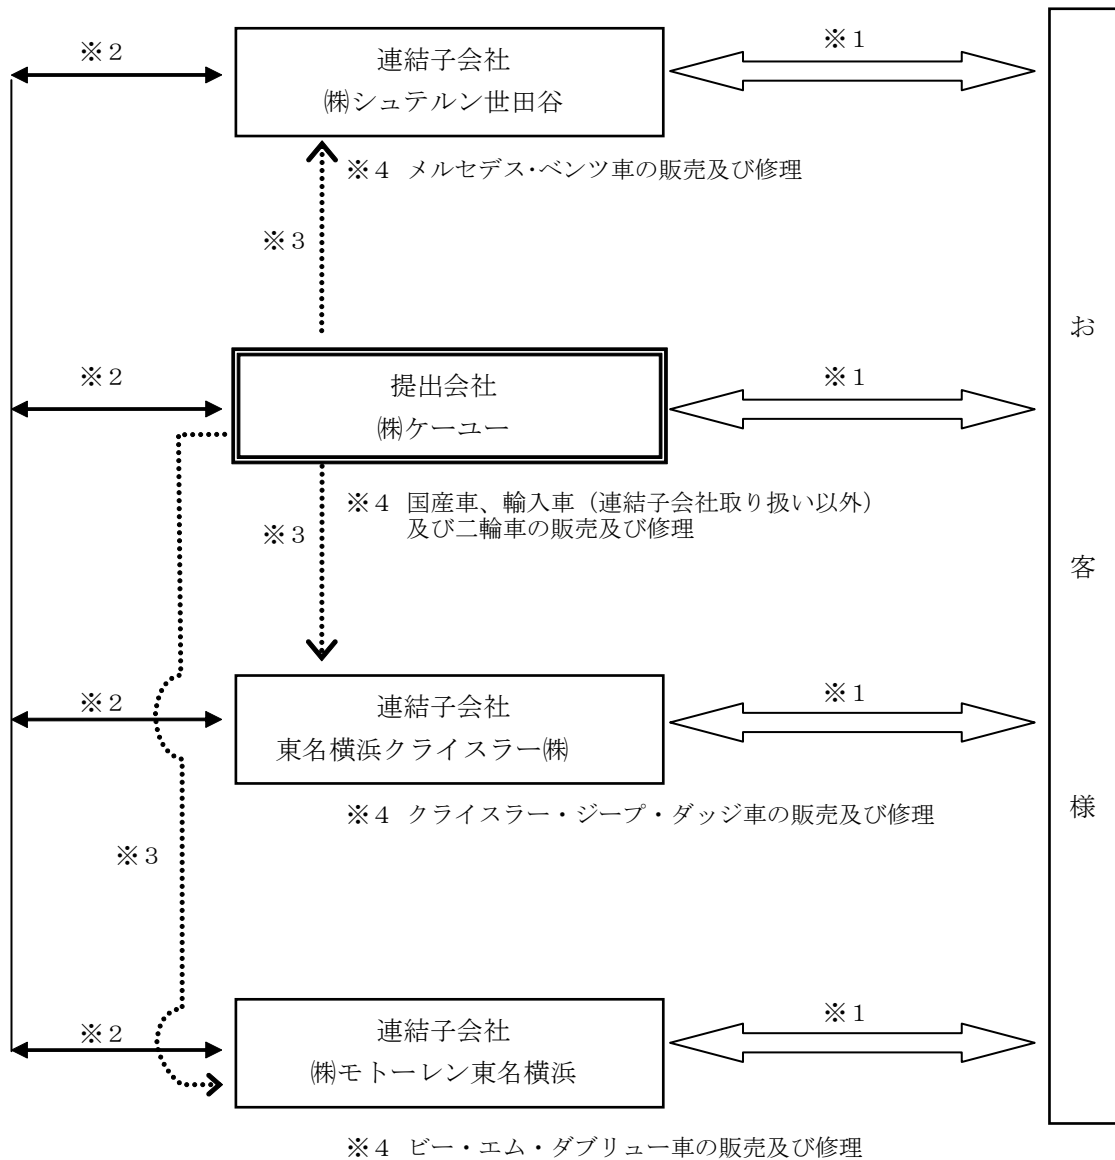 ※２
連結子会社
㈱シュテルン世田谷
※１
※４ メルセデス・ベンツ車の販売及び修理
※３
※２
提出会社
㈱ケーユー
※１
※４ 国産車、輸入車（連結子会社取り扱い以外）
及び二輪車の販売及び修理
※３
※２
連結子会社
東名横浜クライスラー㈱
※１
※４ クライスラー・ジープ・ダッジ車の販売及び修理
※３
※２
連結子会社
㈱モトーレン東名横浜
※１
※４ ビー・エム・ダブリュー車の販売及び修理
お客様